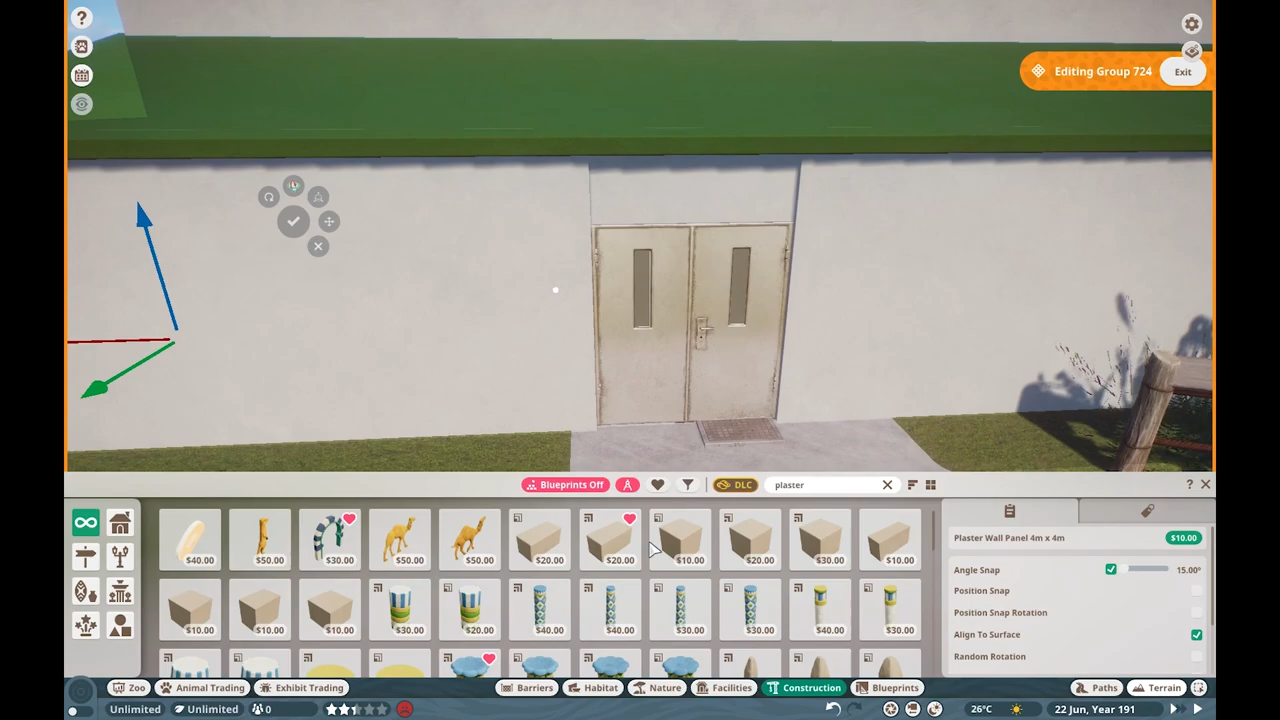 ?
Editing Group 724
Exit
Blueprints Off
DLC
plaster
?
$40.00
$50.00
$30.00
$50.00
$50.00
$20.00
$20.00
$10.00
$20.00
$30.00
$10.00
$10.00
$10.00
$10.00
$30.00
$20.00
$40.00
$40.00
$30.00
$30.00
$40.00
$30.00
Plaster Wall Panel 4m x 4m
$10.00
Angle Snap
15.00°
Position Snap
Position Snap Rotation
Align To Surface
Random Rotation
Zoo
Animal Trading
Exhibit Trading
Barriers
Habitat
Nature
Facilities
Construction
Blueprints
Paths
Terrain
Unlimited
Unlimited
0
26°C
22 Jun, Year 191